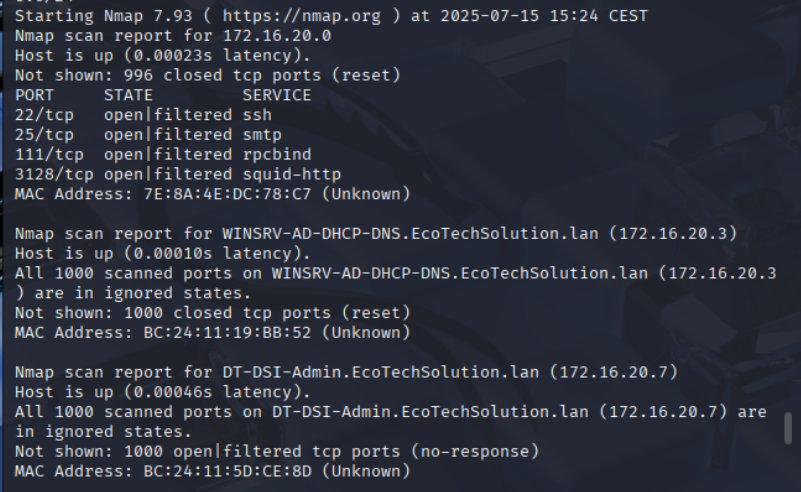 Starting Nmap 7.93 ( https://nmap.org ) at 2025-07-15 15:24 CEST
Nmap scan report for 172.16.20.0
Host is up (0.00023s latency).
Not shown: 996 closed tcp ports (reset)
PORT     STATE         SERVICE
22/tcp   open|filtered ssh
25/tcp   open|filtered smtp
111/tcp  open|filtered rpcbind
3128/tcp open|filtered squid-http
MAC Address: 7E:8A:4E:DC:78:C7 (Unknown)

Nmap scan report for WINSRV-AD-DHCP-DNS.EcoTechSolution.lan (172.16.20.3)
Host is up (0.00010s latency).
All 1000 scanned ports on WINSRV-AD-DHCP-DNS.EcoTechSolution.lan (172.16.20.3
) are in ignored states.
Not shown: 1000 closed tcp ports (reset)
MAC Address: BC:24:11:19:BB:52 (Unknown)

Nmap scan report for DT-DSI-Admin.EcoTechSolution.lan (172.16.20.7)
Host is up (0.00046s latency).
All 1000 scanned ports on DT-DSI-Admin.EcoTechSolution.lan (172.16.20.7) are
in ignored states.
Not shown: 1000 open|filtered tcp ports (no-response)
MAC Address: BC:24:11:5D:CE:8D (Unknown)